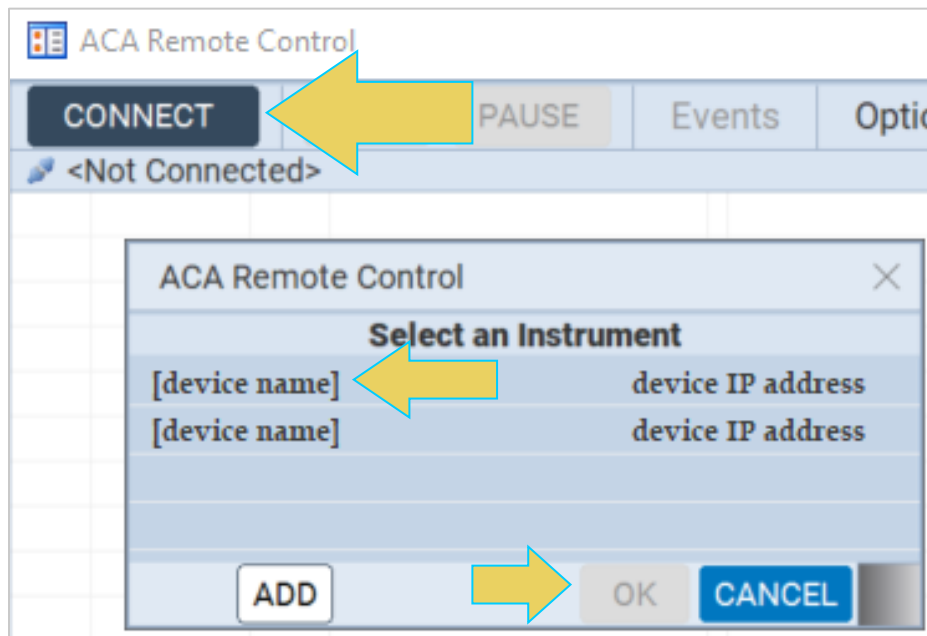 ACA Remote Control
CONNECT PAUSE Events Optio
<Not Connected>
ACA Remote Control
Select an Instrument
[device name] device IP address
[device name] device IP address
ADD OK CANCEL